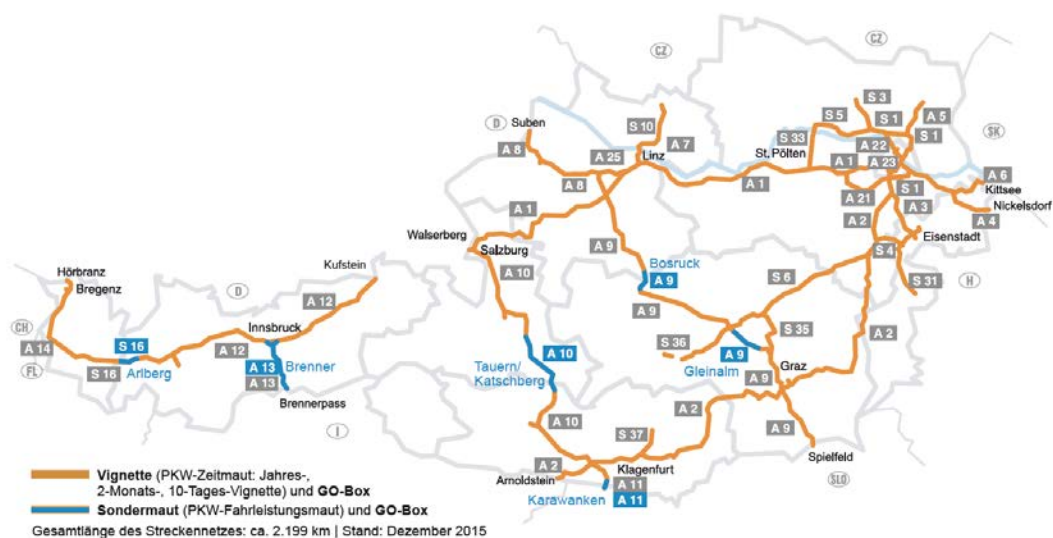 CZ
CZ
S 3
Suben
D
S 10
S 5
S 1
A 5
S 33
S 1
SK
A 8
A 25
Linz
A 7
St. Pölten
A 22
A 1
A 23
A 8
A 1
A 6
Kittsee
A 21
S 1
A 3
Nickelsdorf
A 1
A 2
A 4
Walserberg
Salzburg
A 9
Eisenstadt
S 4
Hörbranz
Bregenz
Kufstein
A 10
Bosruck
A 9
S 6
S 31
H
D
A 12
A 9
S 35
CH
A 14
S 16
Innsbruck
S 36
A 2
FL
S 16
Arlberg
A 12
A 13
Brenner
A 13
Tauern/
Katschberg
A 10
Gleinalm
A 9
Graz
A 9
Brennerpass
I
A 10
A 2
S 37
A 9
Spielfeld
A 2
Arnoldstein
Klagenfurt
A 11
Karawanken
A 11
SLO
Vignette (PKW-Zeitmaut: Jahres-,
2-Monats-, 10-Tages-Vignette) und GO-Box
Sondermaut (PKW-Fahrleistungsmaut) und GO-Box
Gesamtlänge des Streckennetzes: ca. 2.199 km | Stand: Dezember 2015